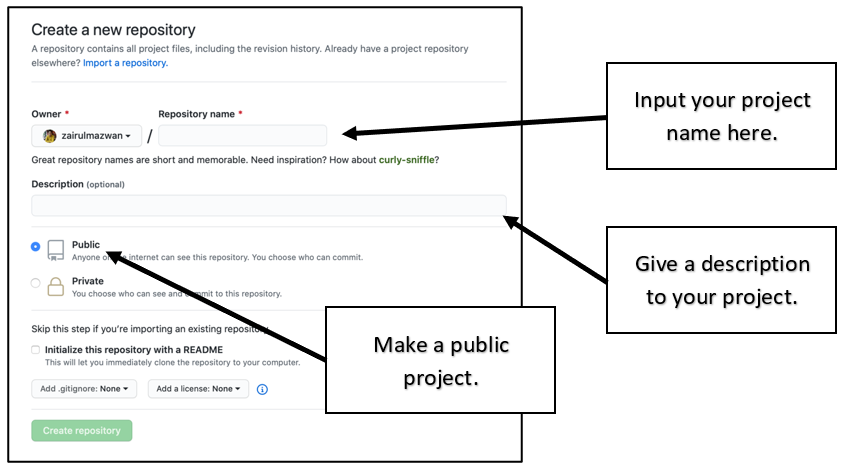 Create a new repository
A repository contains all project files, including the revision history. Already have a project repository
elsewhere? Import a repository.
Owner *
Repository name *
zairulmazwan /
Great repository names are short and memorable. Need inspiration? How about curly-sniffle?
Description (optional)
Public
Anyone on internet can see this repository. You choose who can commit.
Private
You choose who can see and commit to this repository.
Skip this step if you're importing an existing repository.
Initialize this repository with a README
This will let you immediately clone the repository to your computer.
Add .gitignore: None
Add a license: None
Create repository
Input your project
name here.
Give a description
to your project.
Make a public
project.